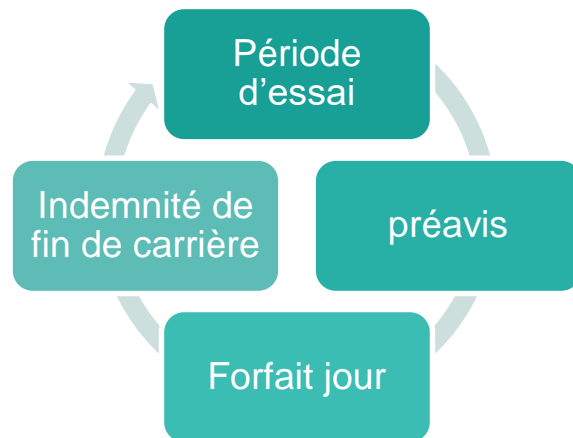 Période
d’essai
préavis
Forfait jour
Indemnité de
fin de carrière